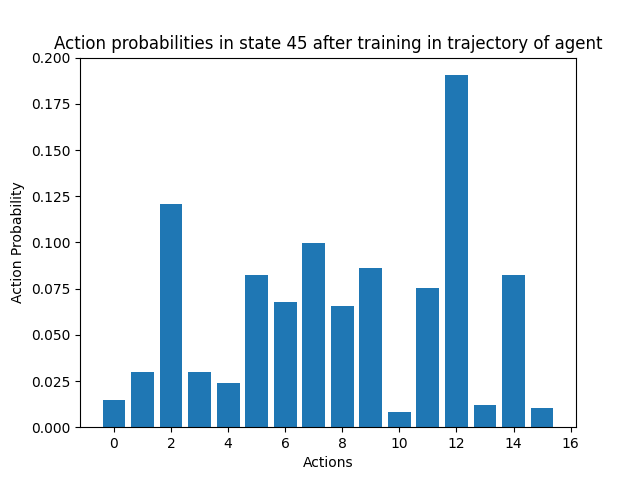 Action probabilities in state 45 after training in trajectory of agent
0.200
0.175
0.150
0.125
0.100
0.075
0.050
0.025
0.000
Action Probability
0 2 4 6 8 10 12 14 16
Actions